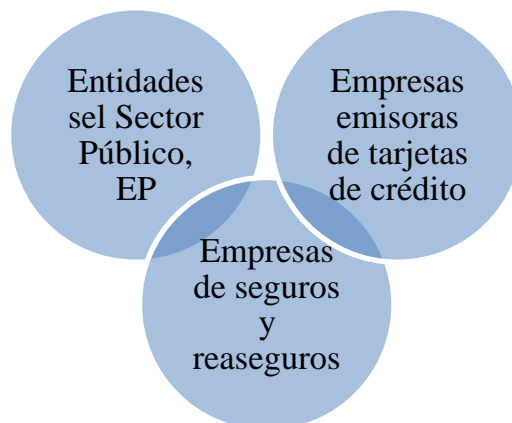 Entidades
sel Sector
Público,
EP
Empresas
emisoras
de tarjetas
de crédito
Empresas
de seguros
y
reaseguros